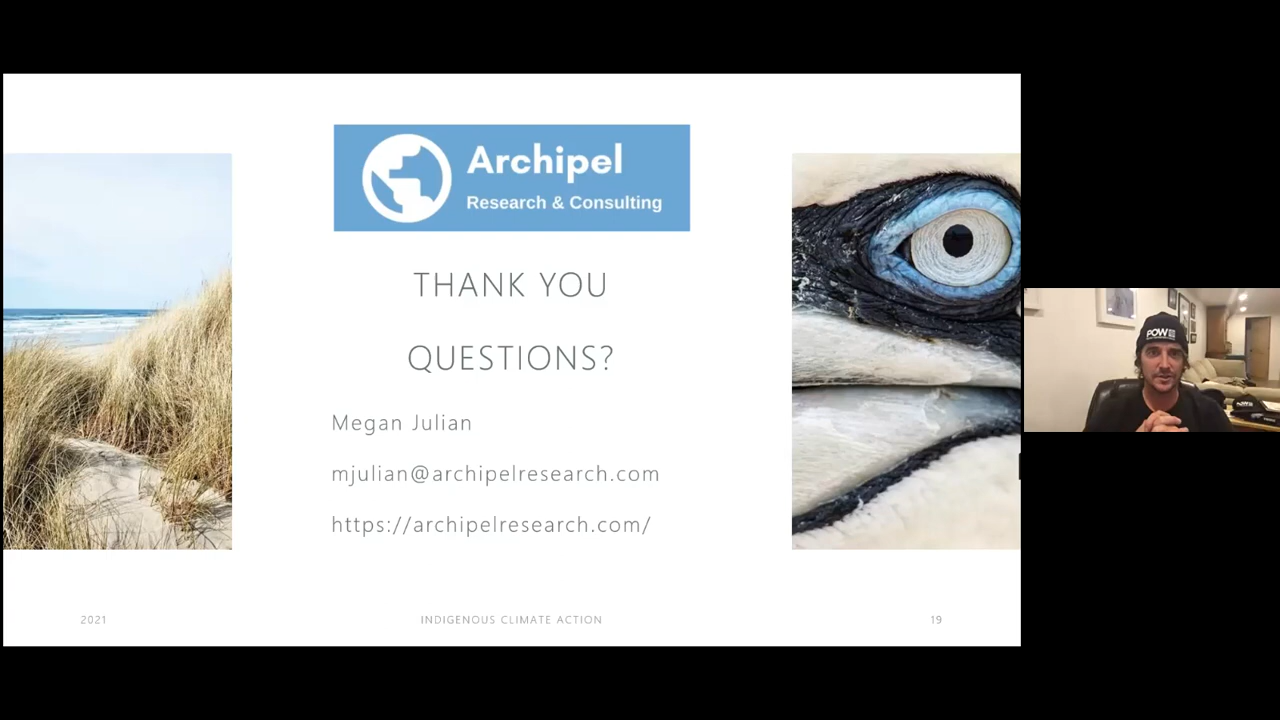 Archipel
Research & Consulting
THANK YOU
QUESTIONS?
Megan Julian
mjulian@archipelresearch.com
https://archipelresearch.com/
2021
INDIGENOUS CLIMATE ACTION
19
POW
POW